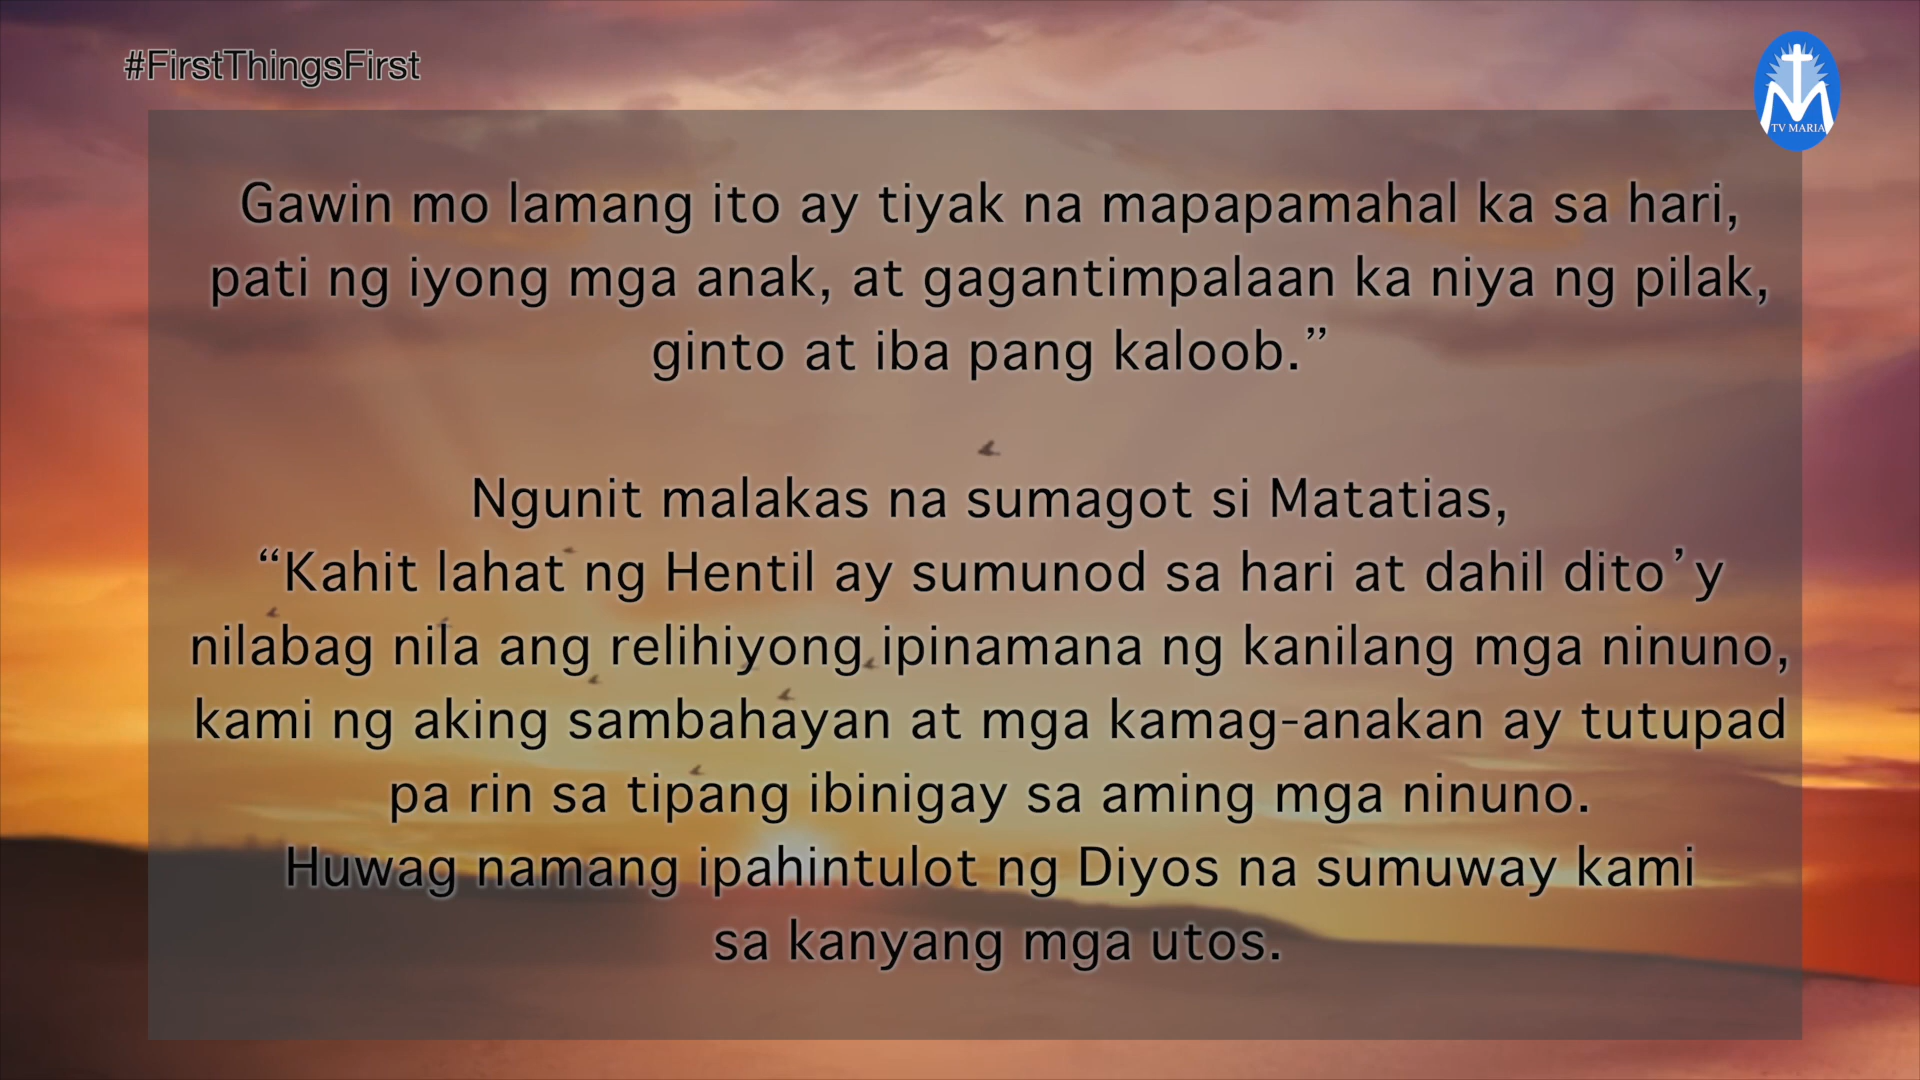 #FirstThingsFirst
TV MARIA
Gawin mo lamang ito ay tiyak na mapapamahal ka sa hari,
pati ng iyong mga anak, at gagantimpalaan ka niya ng pilak,
ginto at iba pang kaloob.”
Ngunit malakas na sumagot si Matatias,
“Kahit lahat ng Hentil ay sumunod sa hari at dahil dito’y
nilabag nila ang relihiyong ipinamana ng kanilang mga ninuno,
kami ng aking sambahayan at mga kamag-anakan ay tutupad
pa rin sa tipang ibinigay sa aming mga ninuno.
Huwag namang ipahintulot ng Diyos na sumuway kami
sa kanyang mga utos.